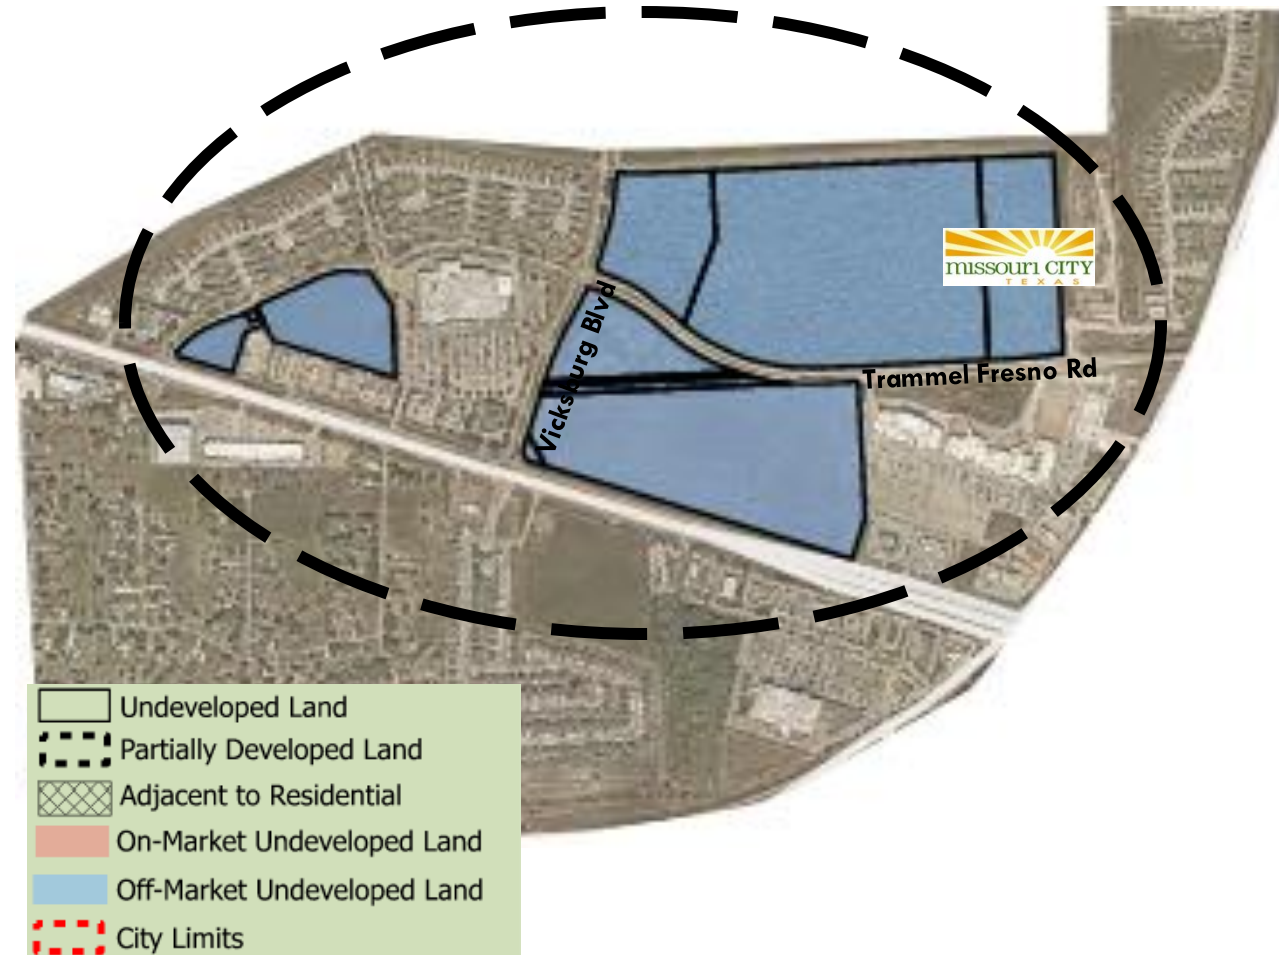 missouri CITY
TEXAS
Vicksburg Blvd
Trammel Fresno Rd
Undeveloped Land
Partially Developed Land
Adjacent to Residential
On-Market Undeveloped Land
Off-Market Undeveloped Land
City Limits